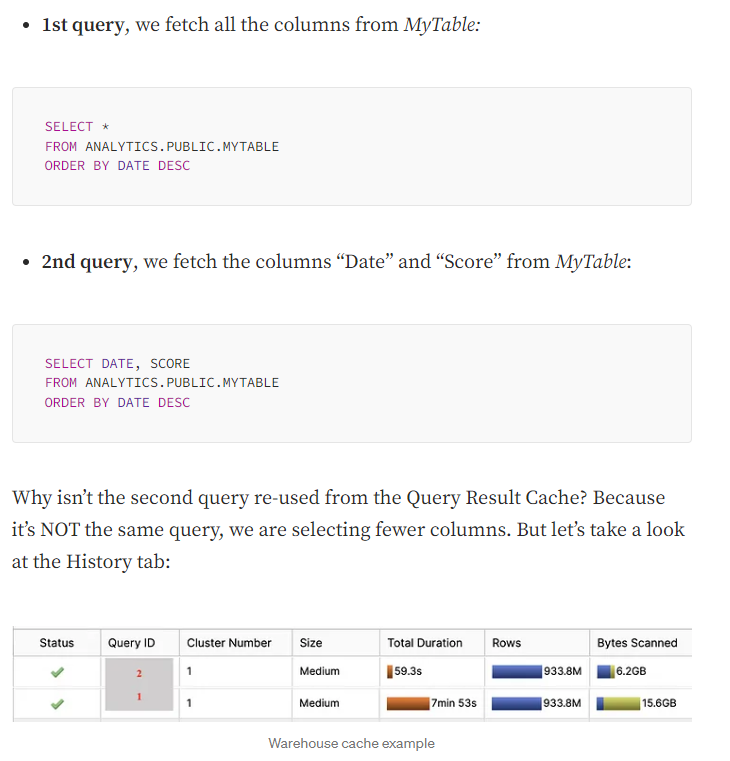 • 1st query, we fetch all the columns from MyTable:
SELECT *
FROM ANALYTICS.PUBLIC.MYTABLE
ORDER BY DATE DESC
• 2nd query, we fetch the columns “Date” and “Score” from MyTable:
SELECT DATE, SCORE
FROM ANALYTICS.PUBLIC.MYTABLE
ORDER BY DATE DESC
Why isn’t the second query re-used from the Query Result Cache? Because
it’s NOT the same query, we are selecting fewer columns. But let’s take a look
at the History tab:
Status Query ID Cluster Number Size Total Duration Rows Bytes Scanned
2 1 Medium 59.3s 933.8M 6.2GB
1 1 Medium 7min 53s 933.8M 15.6GB
Warehouse cache example